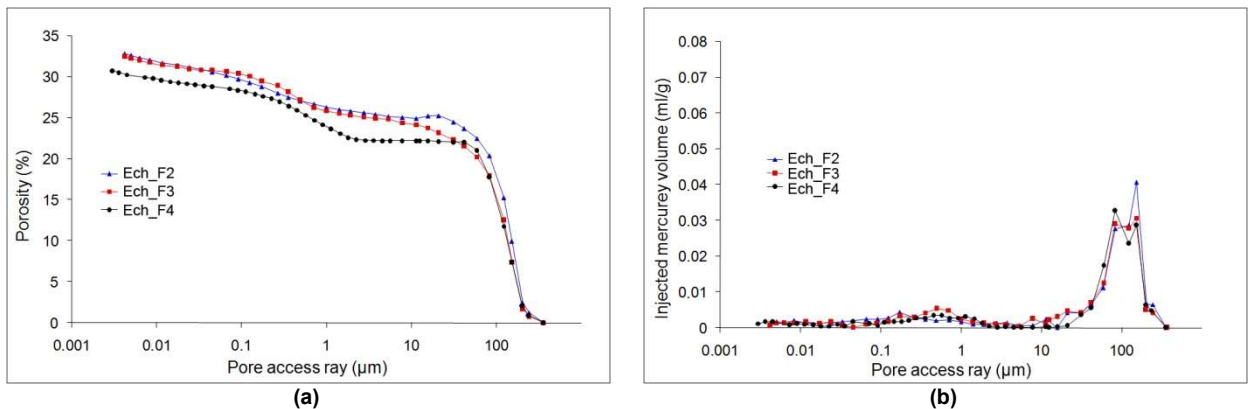 35
30
25
20
15
10
5
0
Porosity (%)
Ech_F2
Ech_F3
Ech_F4
0.001 0.01 0.1 1 10 100
Pore access ray (µm)
(a)
0.08
0.07
0.06
0.05
0.04
0.03
0.02
0.01
0
Injected mercurey volume (ml/g)
Ech_F2
Ech_F3
Ech_F4
0.001 0.01 0.1 1 10 100
Pore access ray (µm)
(b)